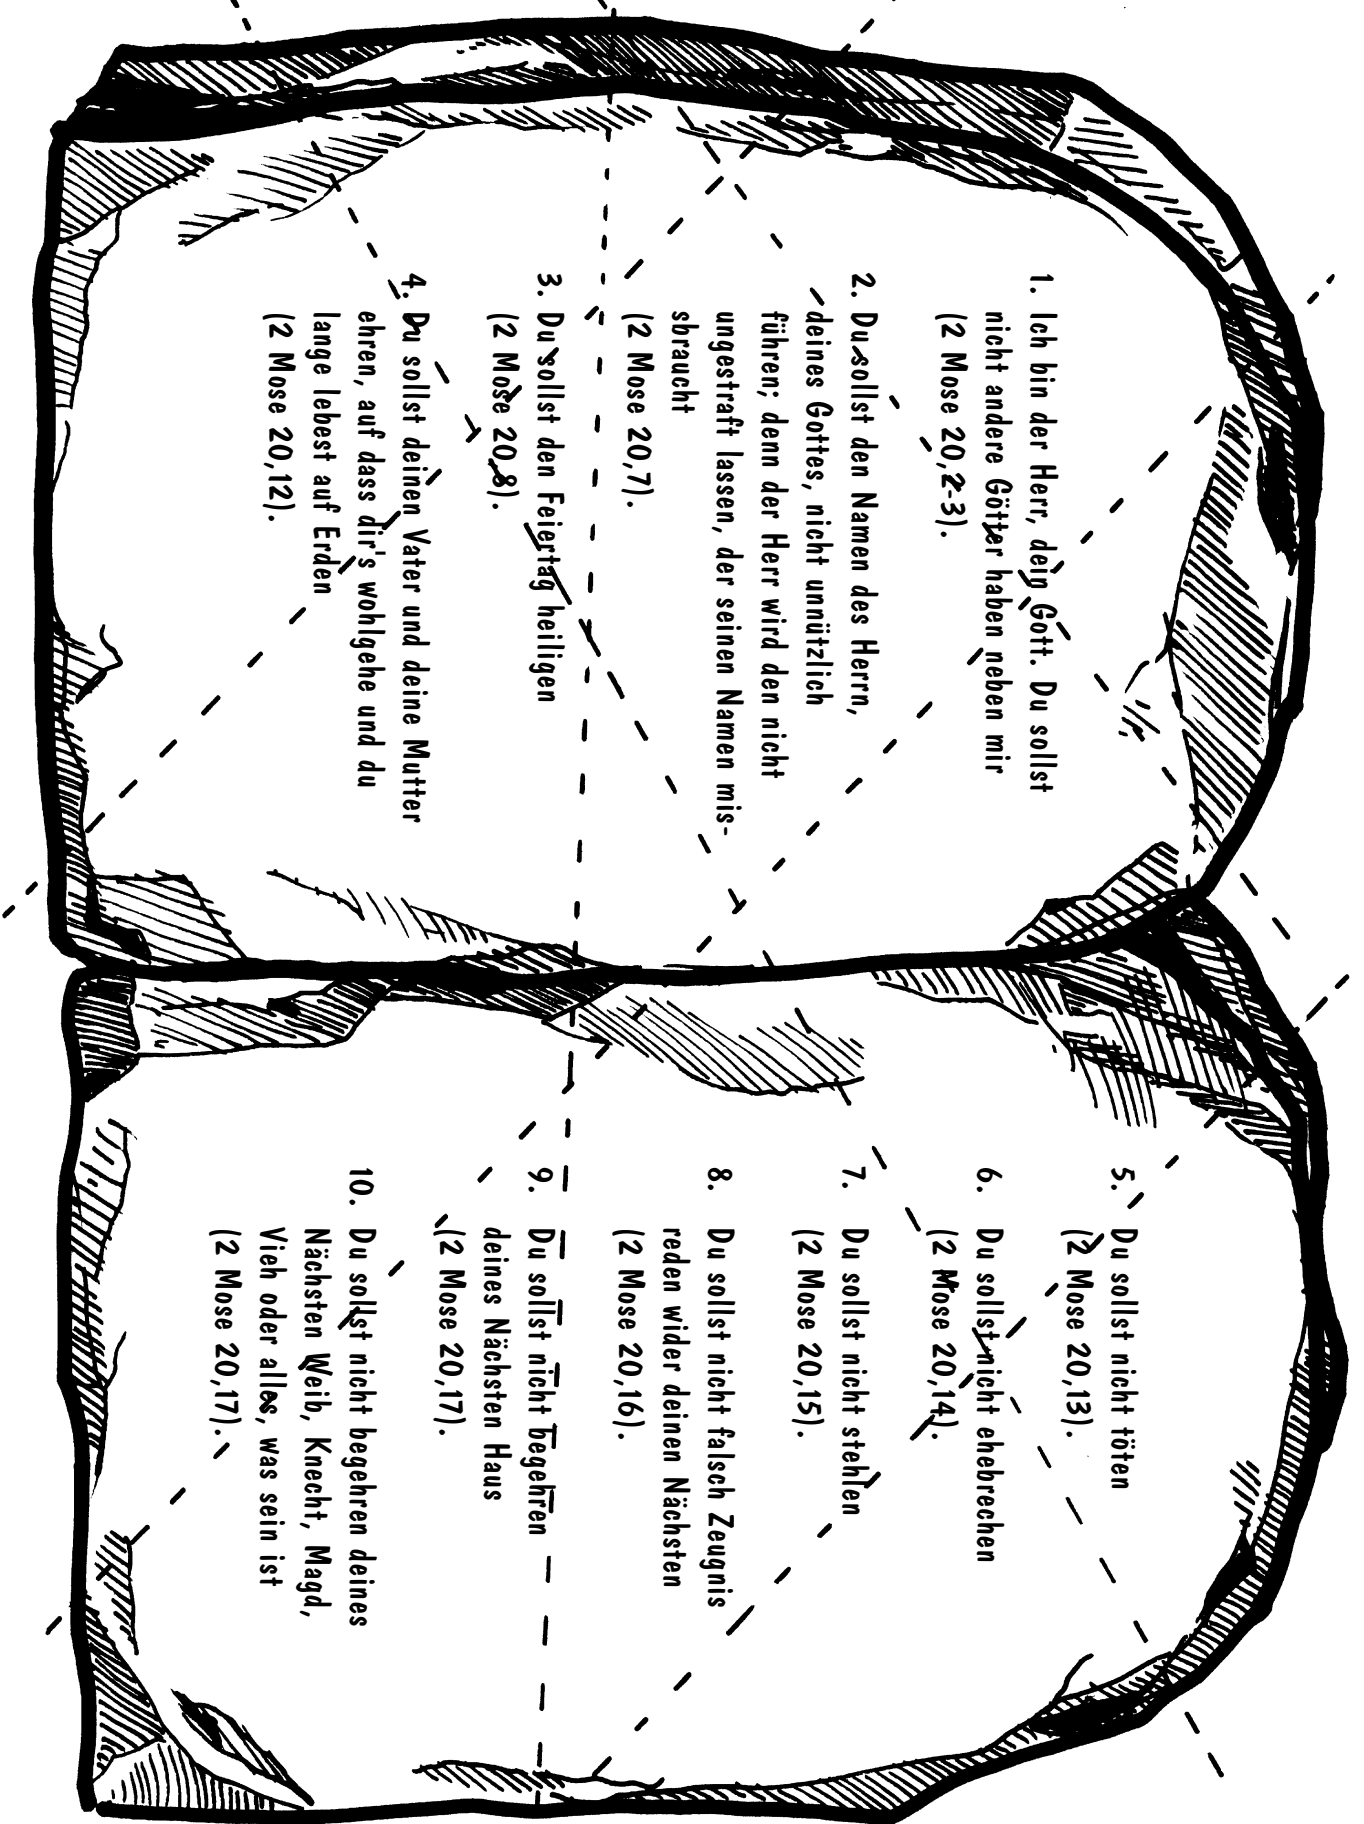 1. Ich bin der Herr, dein Gott. Du sollst
nicht andere Götter haben neben mir
(2 Mose 20,2-3).
2. Du sollst den Namen des Herrn,
deines Gottes, nicht unnützlich
führen; denn der Herr wird den nicht
ungestraft lassen, der seinen Namen mis-
sbraucht
(2 Mose 20,7).
3. Du sollst den Feiertag heiligen
(2 Mose 20,8).
4. Du sollst deinen Vater und deine Mutter
ehren, auf dass dir's wohlgehe und du
lange lebest auf Erden
(2 Mose 20,12).
5. Du sollst nicht töten
(2 Mose 20,13).
6. Du sollst nicht ehebrechen
(2 Mose 20,14).
7. Du sollst nicht stehlen
(2 Mose 20,15).
8. Du sollst nicht falsch Zeugnis
reden wider deinen Nächsten
(2 Mose 20,16).
9. Du sollst nicht begehren
deines Nächsten Haus
(2 Mose 20,17).
10. Du sollst nicht begehren deines
Nächsten Weib, Knecht, Magd,
Vieh oder alles, was sein ist
(2 Mose 20,17).